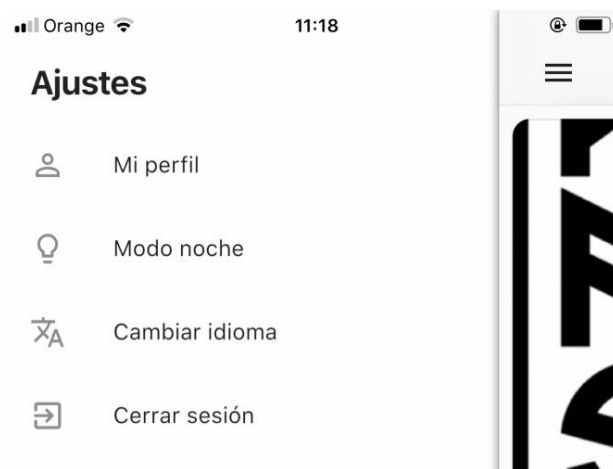 Orange 11:18
Ajustes
Mi perfil
Modo noche
Cambiar idioma
Cerrar sesión